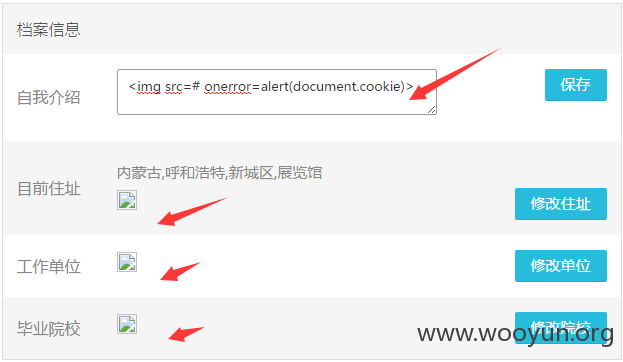 档案信息
自我介绍
<img src=# onerror=alert(document.cookie)>
保存
内蒙古,呼和浩特,新城区,展览馆
目前住址
修改住址
工作单位
修改单位
毕业院校
修改院校
www.wooyun.org